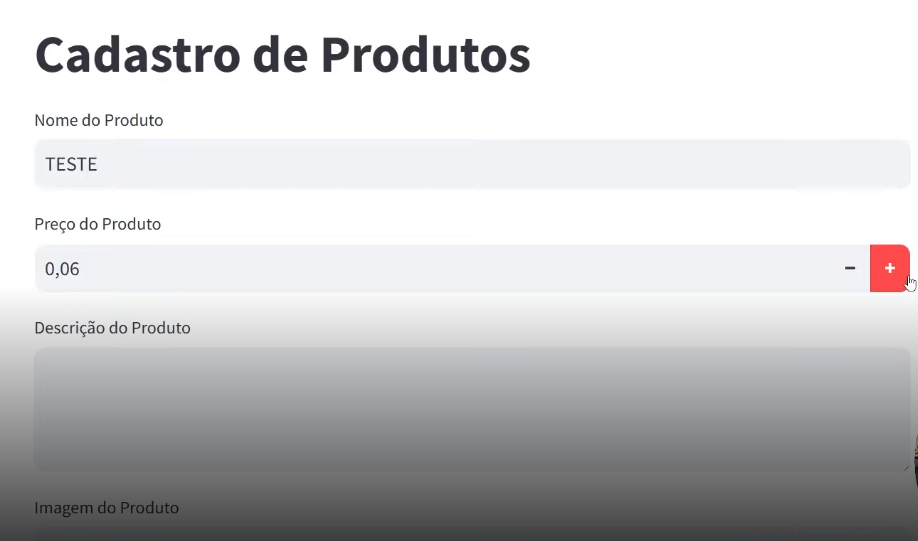 Cadastro de Produtos
Nome do Produto
TESTE
Preço do Produto
0,06
Descrição do Produto
Imagem do Produto